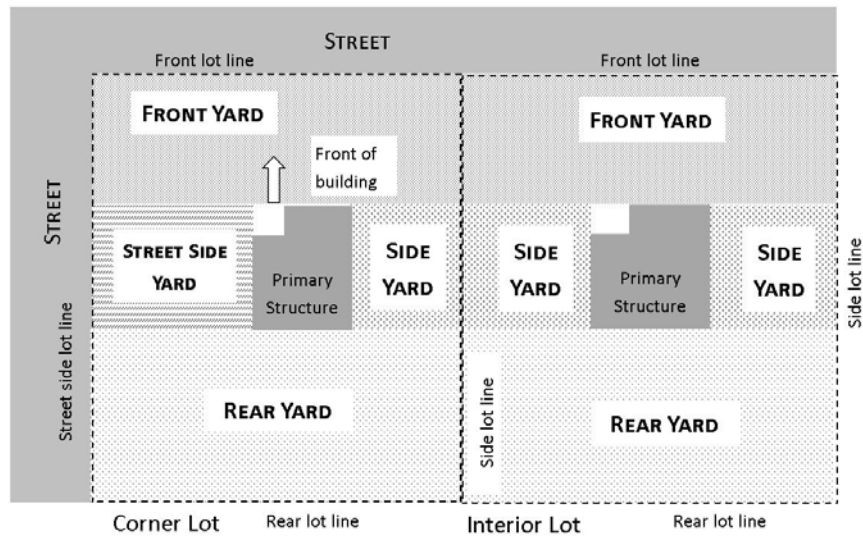 STREET
Front lot line
Front lot line
FRONT YARD
FRONT YARD
Front of
building
STREET
STREET SIDE
YARD
Primary
Structure
SIDE
YARD
SIDE
YARD
Primary
Structure
SIDE
YARD
Side lot line
Street side lot line
REAR YARD
Side lot line
REAR YARD
Corner Lot
Rear lot line
Interior Lot
Rear lot line